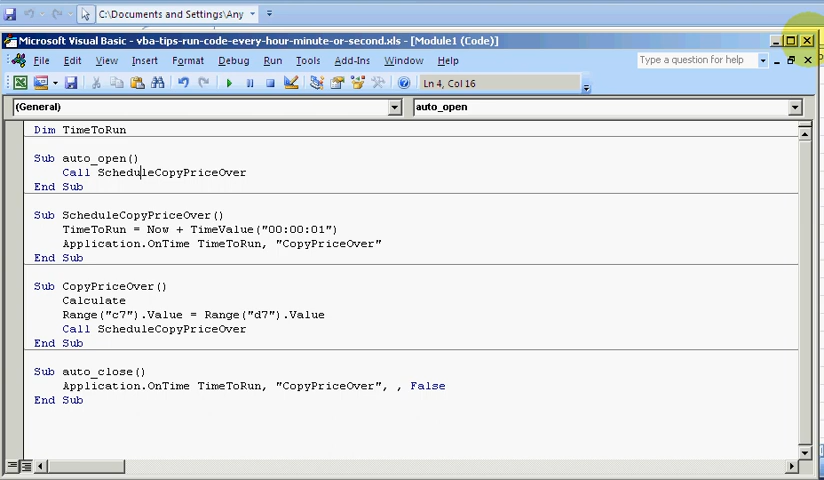 C:\Documents and Settings\Any
Microsoft Visual Basic - vba-tips-run-code-every-hour-minute-or-second.xls - [Module1 (Code)]
File Edit View Insert Format Debug Run Tools Add-Ins Window Help Type a question for help
Ln 4, Col 16
(General) auto_open
Dim TimeToRun
Sub auto_open()
Call ScheduleCopyPriceOver
End Sub
Sub ScheduleCopyPriceOver()
TimeToRun = Now + TimeValue("00:00:01")
Application.OnTime TimeToRun, "CopyPriceOver"
End Sub
Sub CopyPriceOver()
Calculate
Range("c7").Value = Range("d7").Value
Call ScheduleCopyPriceOver
End Sub
Sub auto_close()
Application.OnTime TimeToRun, "CopyPriceOver", , False
End Sub